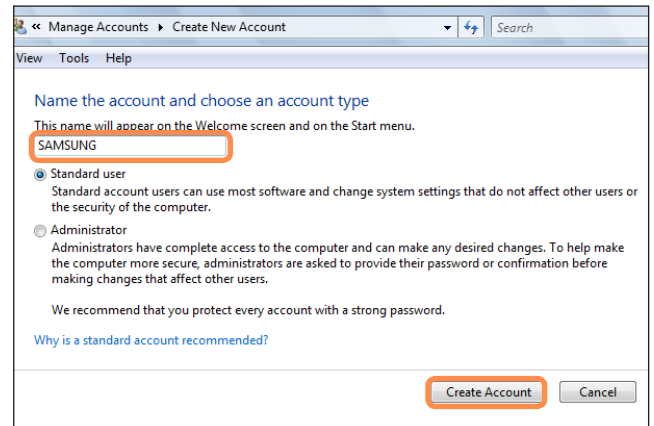 « Manage Accounts ▸ Create New Account Search
View Tools Help
Name the account and choose an account type
This name will appear on the Welcome screen and on the Start menu.
SAMSUNG
Standard user
Standard account users can use most software and change system settings that do not affect other users or
the security of the computer.
Administrator
Administrators have complete access to the computer and can make any desired changes. To help make
the computer more secure, administrators are asked to provide their password or confirmation before
making changes that affect other users.
We recommend that you protect every account with a strong password.
Why is a standard account recommended?
Create Account Cancel